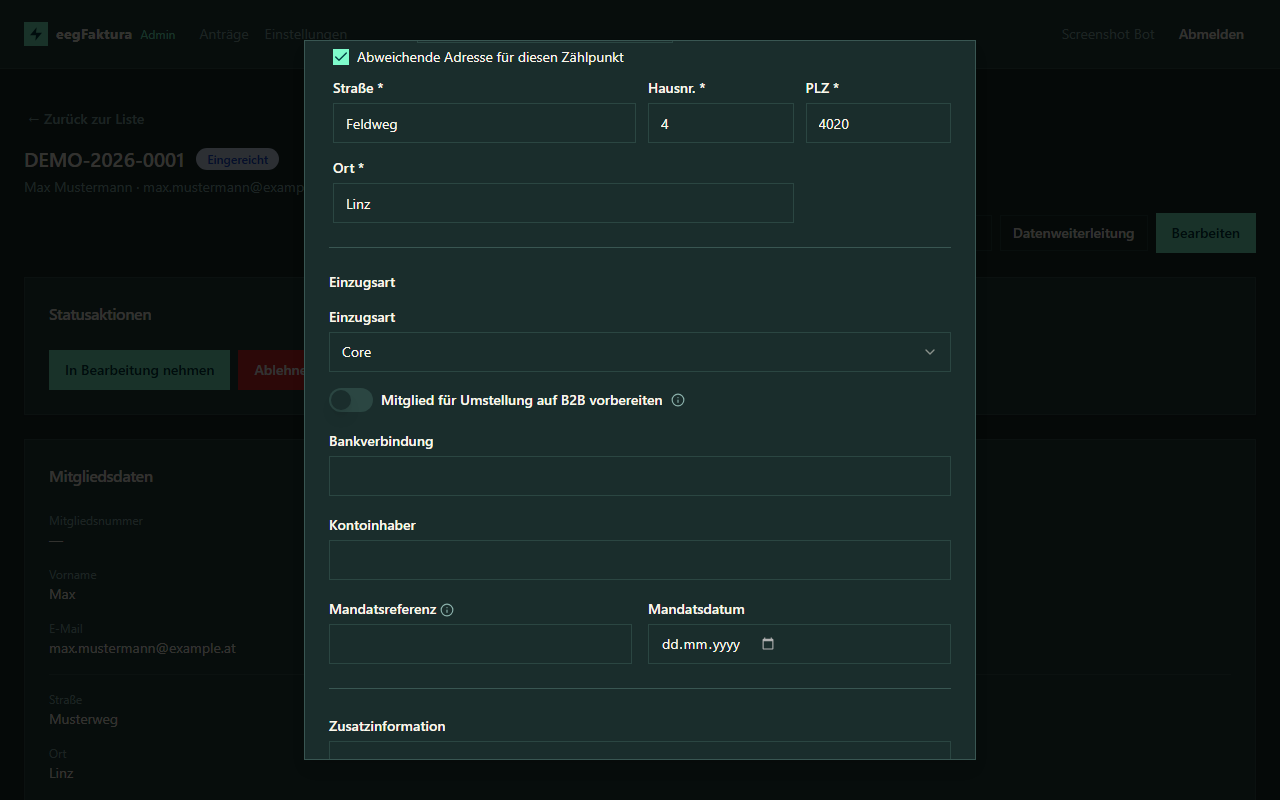 eegFaktura Admin Anträge Einstellungen Screenshot Bot Abmelden
Abweichende Adresse für diesen Zählpunkt
Straße * Hausnr. * PLZ *
Feldweg 4 4020
← Zurück zur Liste
DEMO-2026-0001 Eingereicht
Ort *
Max Mustermann · max.mustermann@examp
Linz
Datenweiterleitung Bearbeiten
Einzugsart
Statusaktionen
Einzugsart
Core
In Bearbeitung nehmen Ablehne
Mitglied für Umstellung auf B2B vorbereiten
Bankverbindung
Mitgliedsdaten
Mitgliedsnummer
—
Kontoinhaber
Vorname
Max
Mandatsreferenz Mandatsdatum
E-Mail
max.mustermann@example.at
dd.mm.yyyy
Straße
Musterweg
Zusatzinformation
Ort
Linz